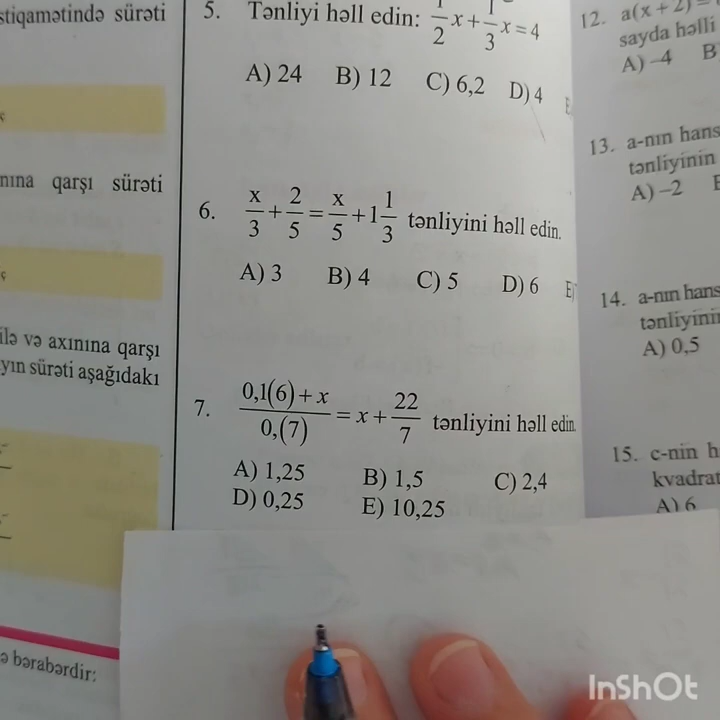 stiqamətində sürəti
nına qarşı sürəti
ilə və axınına qarşı
yın sürəti aşağıdakı
ə bərabərdir:
5. Tənliyi həll edin: 1/2 x + 1/3 x = 4
A) 24 B) 12 C) 6,2 D) 4
6. x/3 + 2/5 = x/5 + 1 1/3 tənliyini həll edin.
A) 3 B) 4 C) 5 D) 6 E)
7. 0,1(6) + x / 0,(7) = x + 22/7 tənliyini həll edin.
A) 1,25 B) 1,5 C) 2,4
D) 0,25 E) 10,25
12. a(x + 2)
sayda həlli
A) –4 B
13. a-nın hans
tənliyinin
A) –2
14. a-nın hans
tənliyini
A) 0,5
15. c-nin h
kvadrat
A) 6
InShOt